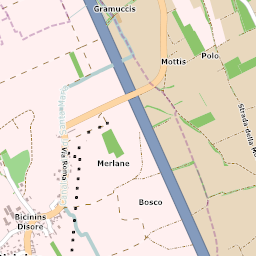 Gramuccis
Polo
Mottis
Strada della
Via Roma
Merlane
Bosco
Bicinins
Disore